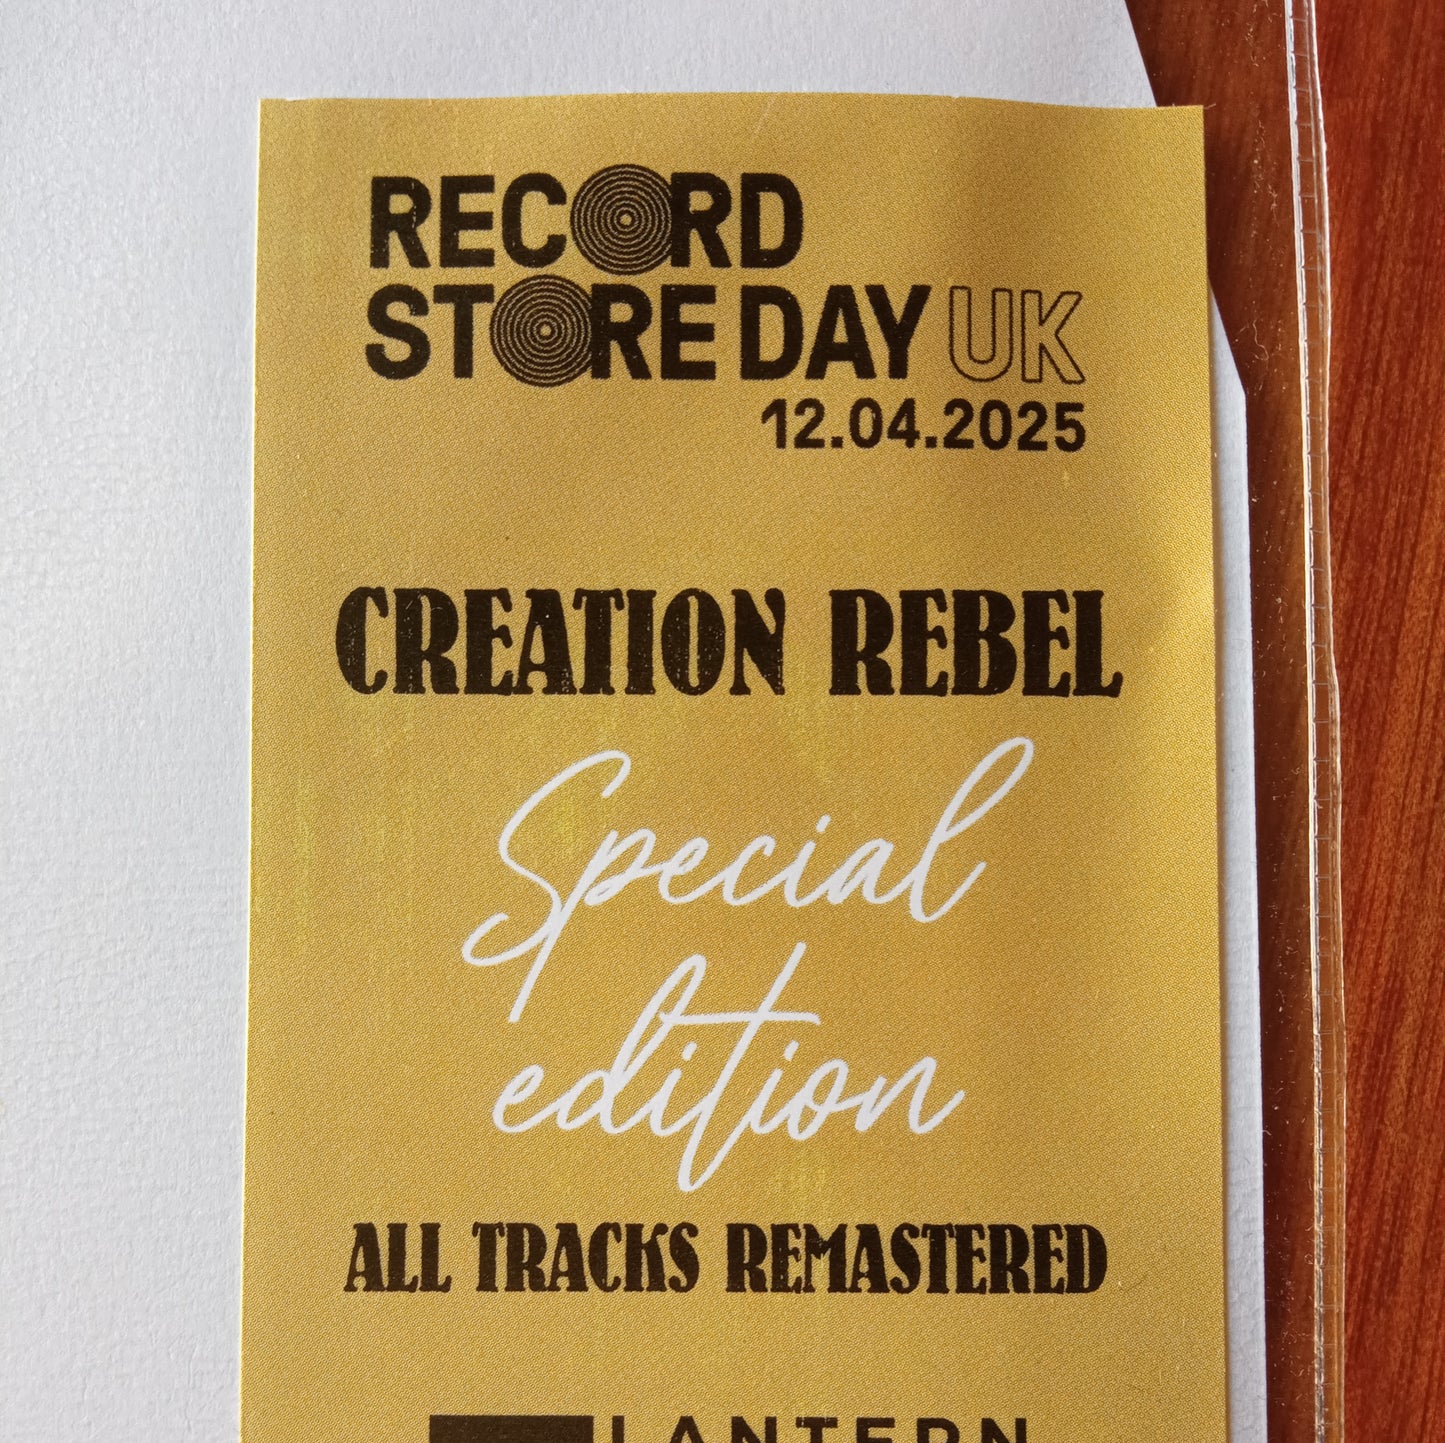 RECORD
STORE DAY UK
12.04.2025
CREATION REBEL
Special
edition
ALL TRACKS REMASTERED
LANTERN